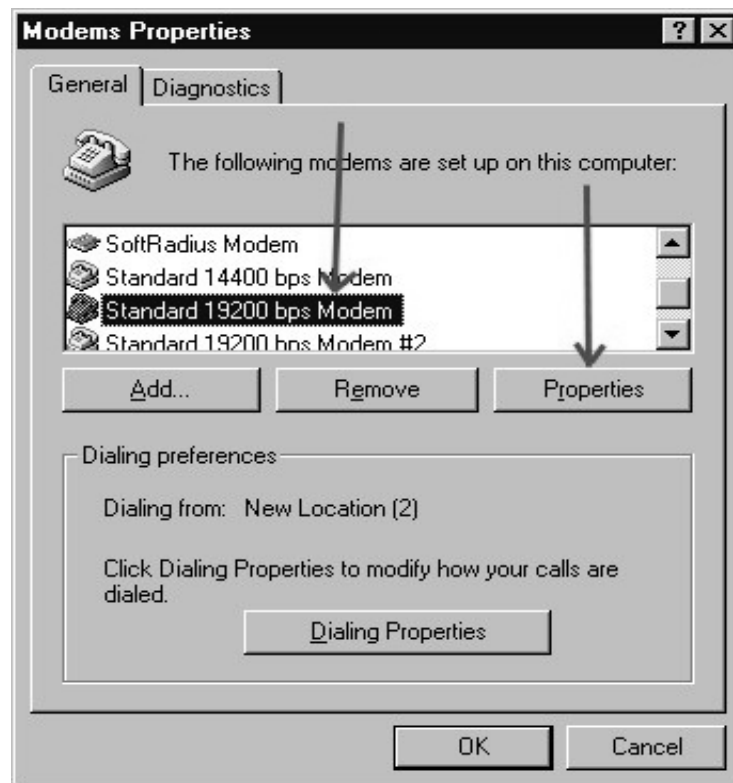 Modems Properties
General Diagnostics
The following modems are set up on this computer:
SoftRadius Modem
Standard 14400 bps Modem
Standard 19200 bps Modem
Standard 19200 bps Modem #2
Add... Remove Properties
Dialing preferences
Dialing from: New Location (2)
Click Dialing Properties to modify how your calls are
dialed.
Dialing Properties
OK Cancel